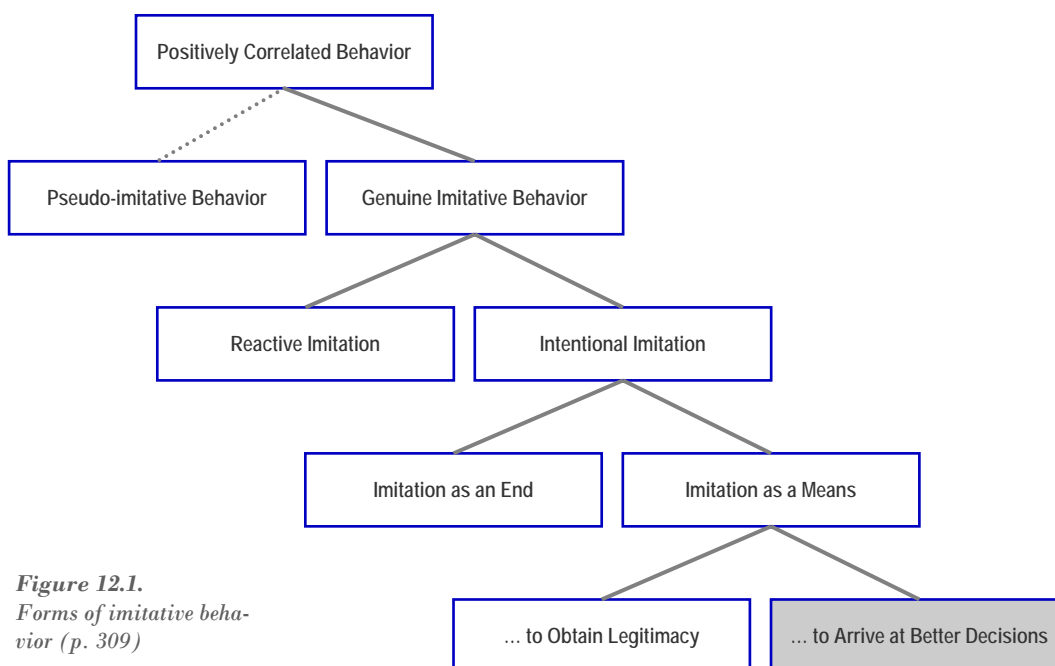 Positively Correlated Behavior
Pseudo-imitative Behavior
Genuine Imitative Behavior
Reactive Imitation
Intentional Imitation
Imitation as an End
Imitation as a Means
... to Obtain Legitimacy
... to Arrive at Better Decisions
Figure 12.1.
Forms of imitative beha-
vior (p. 309)